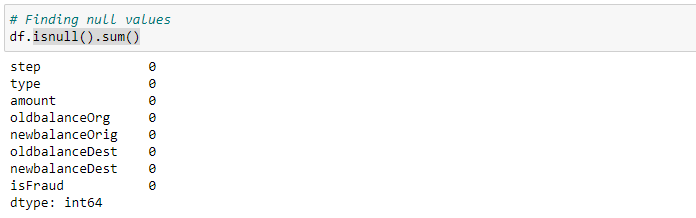 # Finding null values
df.isnull().sum()
step 0
type 0
amount 0
oldbalanceOrg 0
newbalanceOrig 0
oldbalanceDest 0
newbalanceDest 0
isFraud 0
dtype: int64